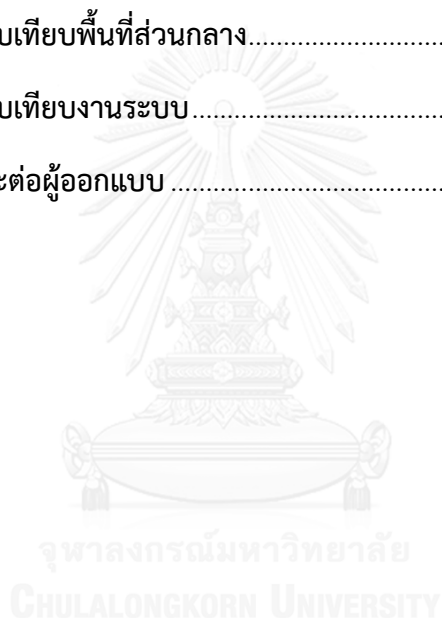 บเทียบพื้นที่ส่วนกลาง........................................
บเทียบงานระบบ................................................
ะต่อผู้ออกแบบ..................................................
จุฬาลงกรณ์มหาวิทยาลัย
CHULALONGKORN UNIVERSITY